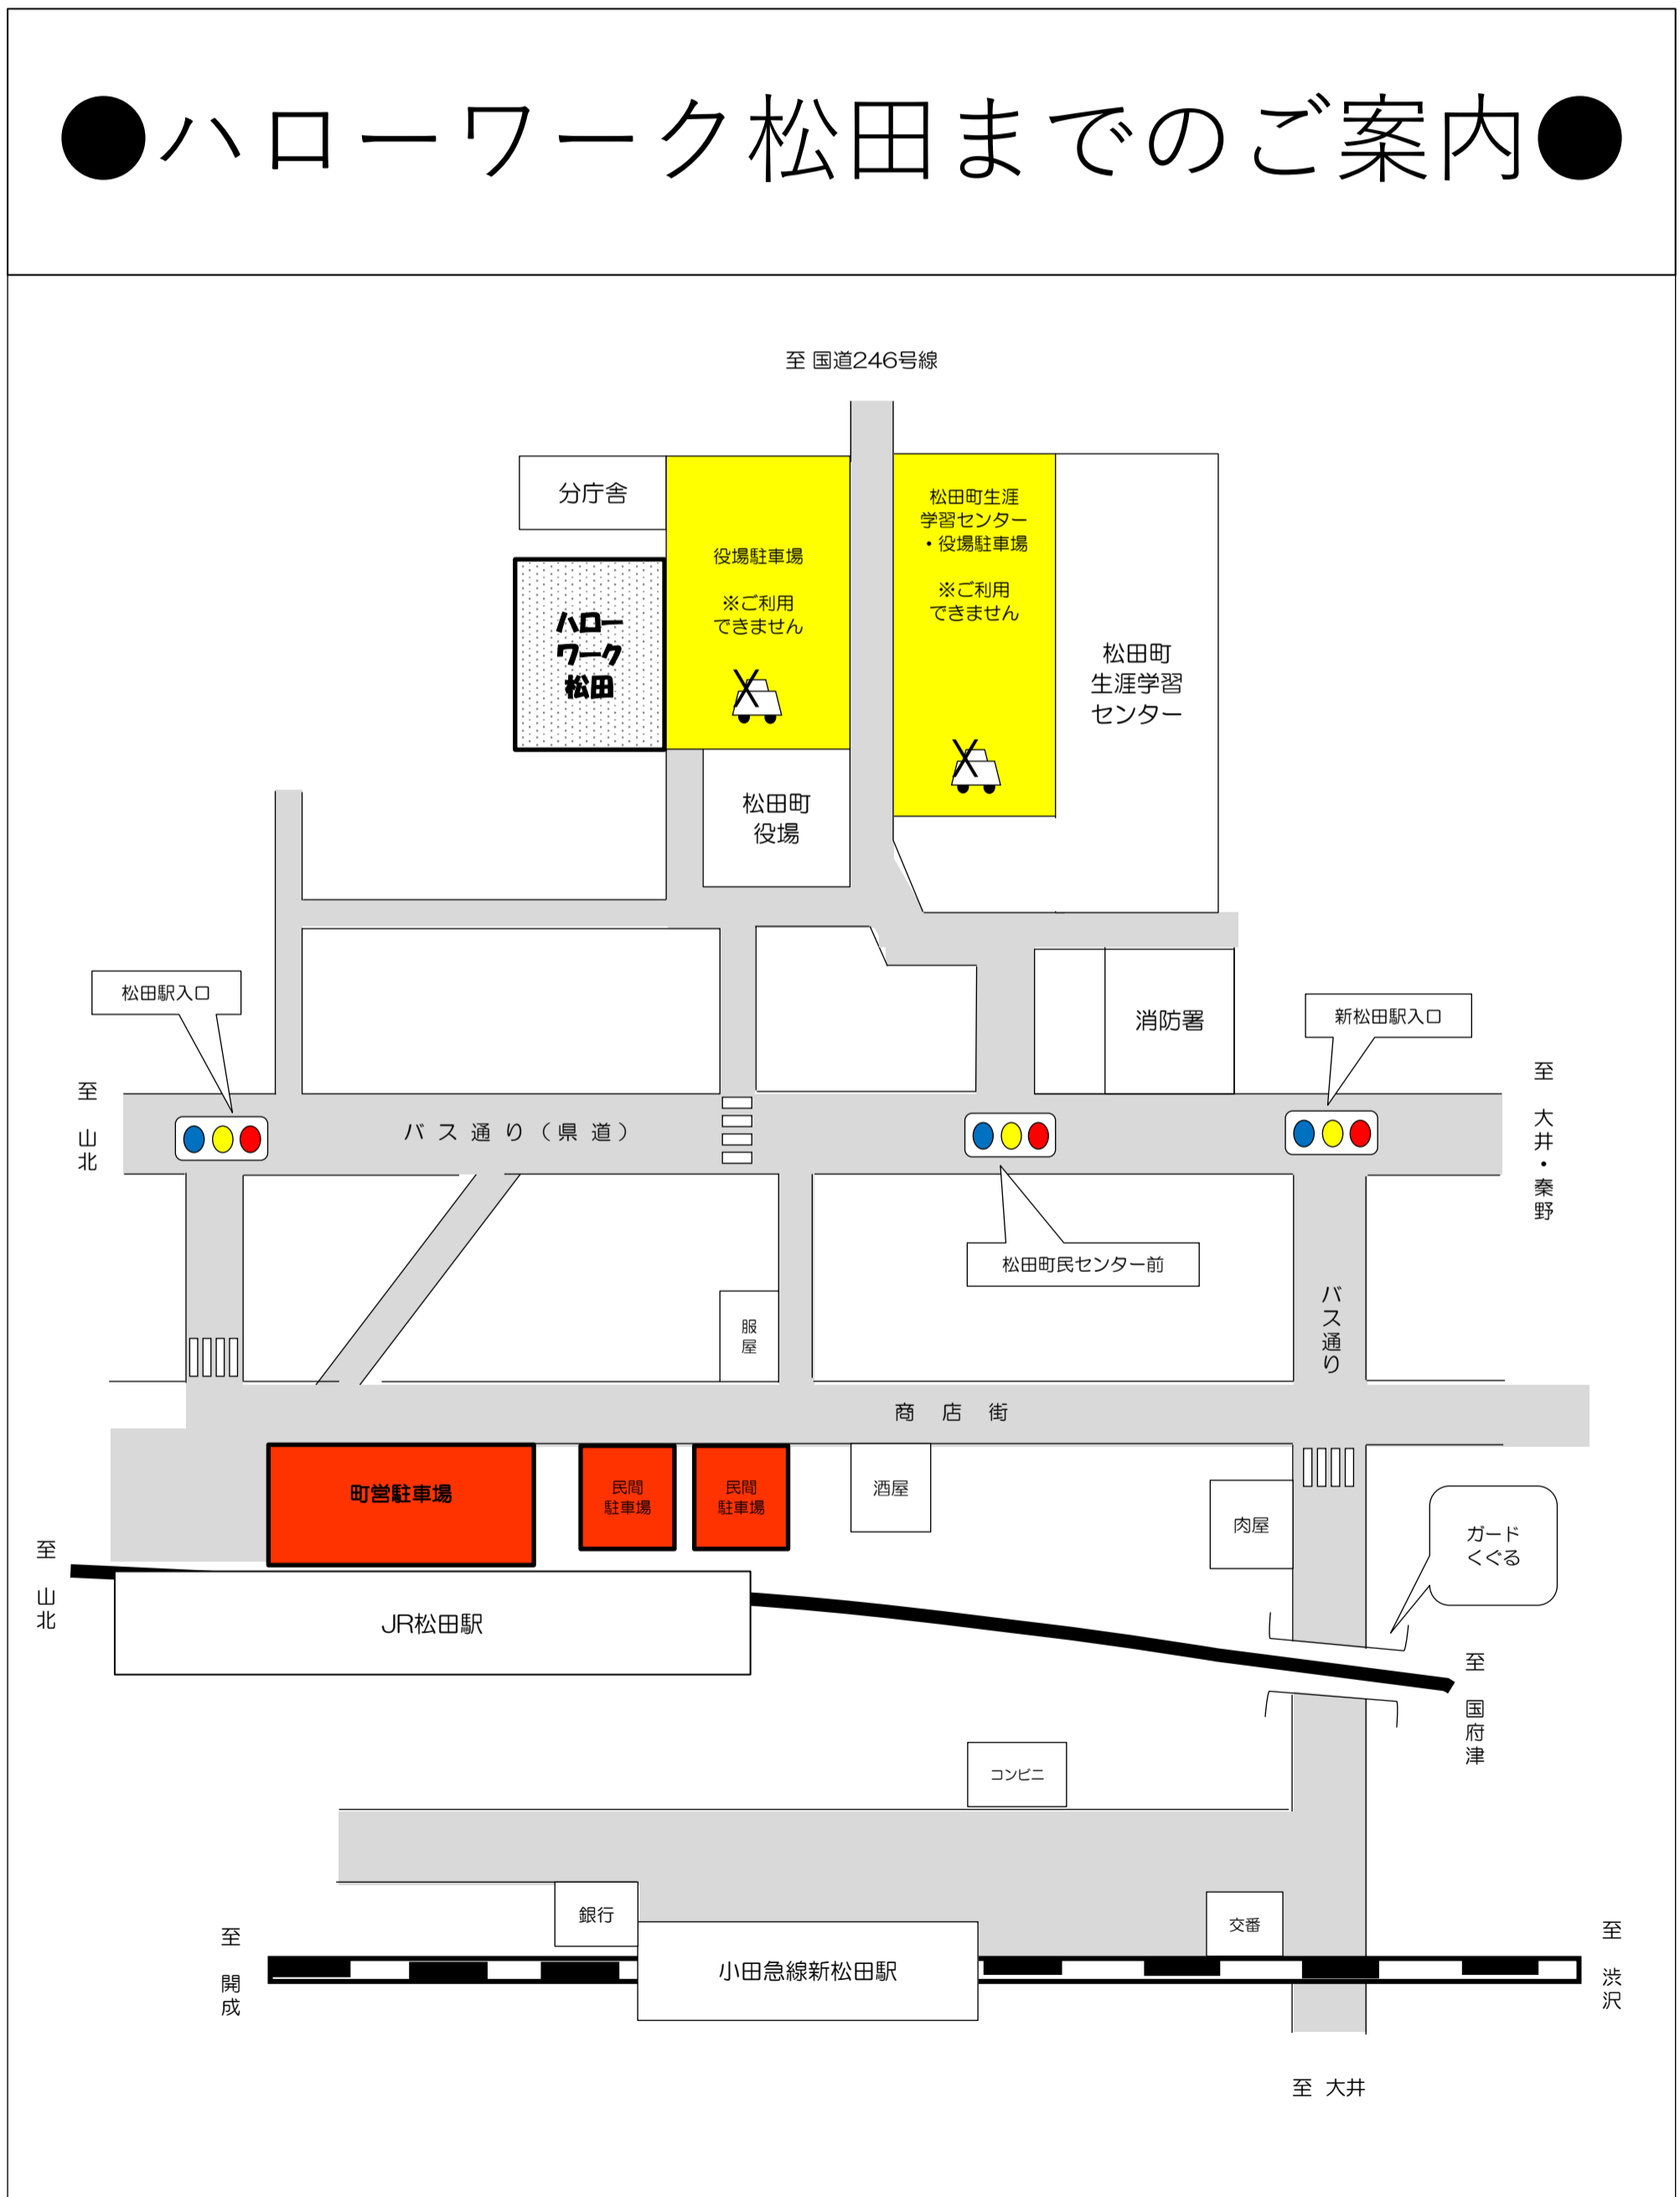 ●ハローワーク松田までのご案内●
至 国道246号線
分庁舎
役場駐車場
※ご利用
できません
松田町生涯
学習センター
・役場駐車場
※ご利用
できません
ハロー
ワーク
松田
松田町
生涯学習
センター
松田町
役場
松田駅入口
消防署
新松田駅入口
至 山北
バス通り（県道）
至 大井・秦野
松田町民センター前
服屋
バス通り
商店街
町営駐車場
民間
駐車場
民間
駐車場
酒屋
肉屋
ガード
くぐる
至 山北
JR松田駅
至 国府津
コンビニ
銀行
交番
至 開成
小田急線新松田駅
至 渋沢
至 大井